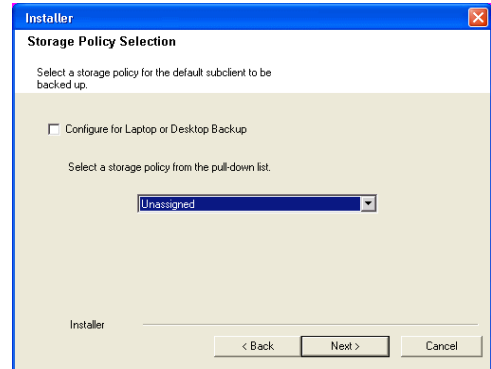 Installer
Storage Policy Selection
Select a storage policy for the default subclient to be
backed up.
Configure for Laptop or Desktop Backup
Select a storage policy from the pull-down list.
Unassigned
Installer
< Back
Next >
Cancel